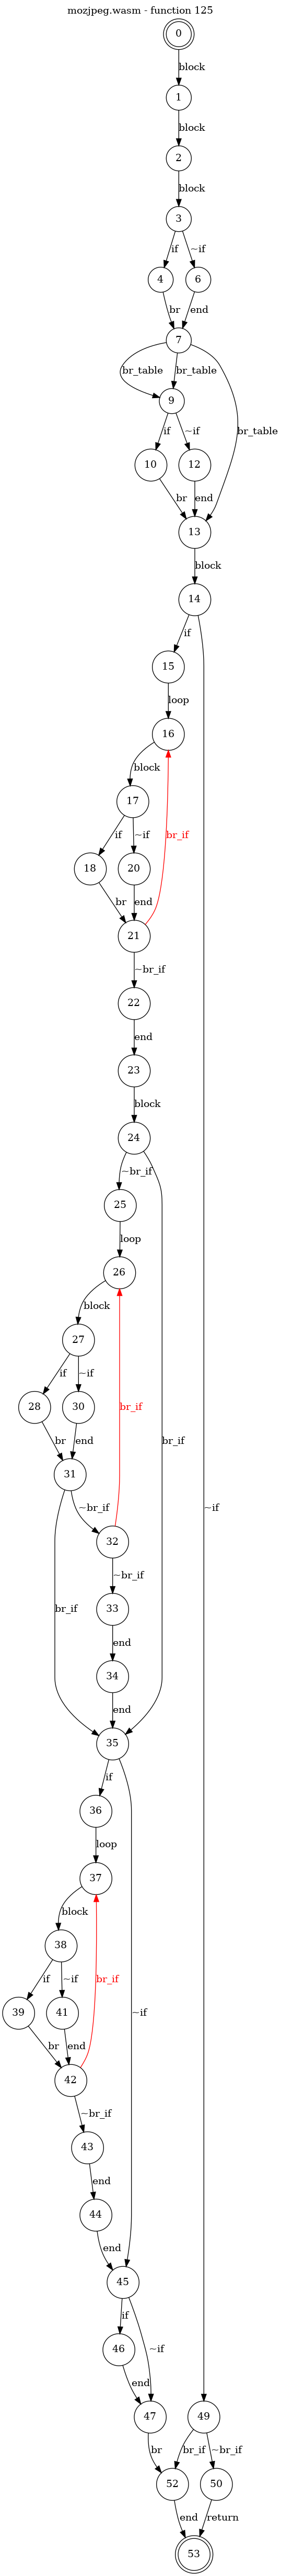 mozjpeg.wasm - function 125
0
block
1
block
2
block
3
if
~if
4
6
br
end
7
br_table
br_table
br_table
9
if
~if
10
12
br
end
13
block
14
if
15
loop
16
block
17
br_if
if
~if
18
20
br
end
21
~br_if
22
end
23
block
24
~br_if
25
loop
26
block
27
if
~if
br_if
br_if
28
30
br
end
31
~br_if
~if
32
br_if
~br_if
33
end
34
end
35
if
36
loop
37
block
38
if
~if
br_if
~if
39
41
br
end
42
~br_if
43
end
44
end
45
if
46
~if
end
47
49
br
br_if
~br_if
52
50
end
return
53